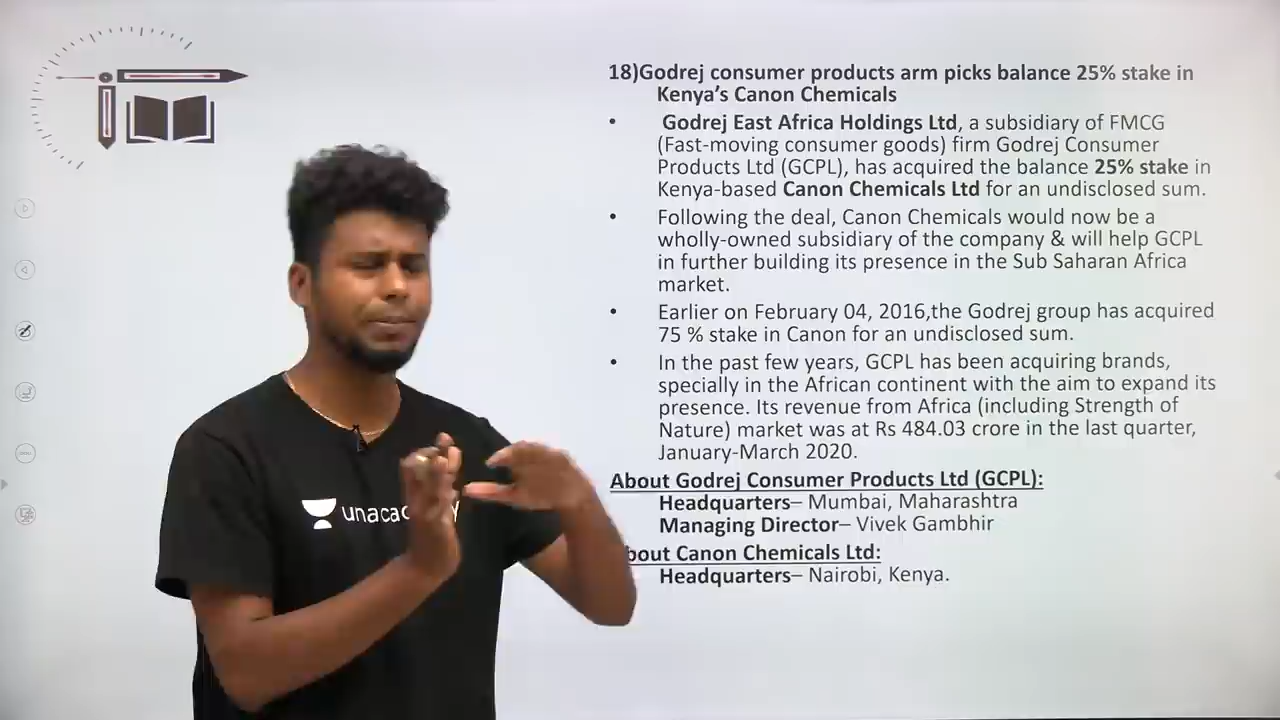 18)Godrej consumer products arm picks balance 25% stake in
Kenya's Canon Chemicals
• Godrej East Africa Holdings Ltd, a subsidiary of FMCG
(Fast-moving consumer goods) firm Godrej Consumer
Products Ltd (GCPL), has acquired the balance 25% stake in
Kenya-based Canon Chemicals Ltd for an undisclosed sum.
• Following the deal, Canon Chemicals would now be a
wholly-owned subsidiary of the company & will help GCPL
in further building its presence in the Sub Saharan Africa
market.
• Earlier on February 04, 2016,the Godrej group has acquired
75 % stake in Canon for an undisclosed sum.
• In the past few years, GCPL has been acquiring brands,
specially in the African continent with the aim to expand its
presence. Its revenue from Africa (including Strength of
Nature) market was at Rs 484.03 crore in the last quarter,
January-March 2020.
About Godrej Consumer Products Ltd (GCPL):
Headquarters– Mumbai, Maharashtra
Managing Director– Vivek Gambhir
bout Canon Chemicals Ltd:
Headquarters– Nairobi, Kenya.
unac y